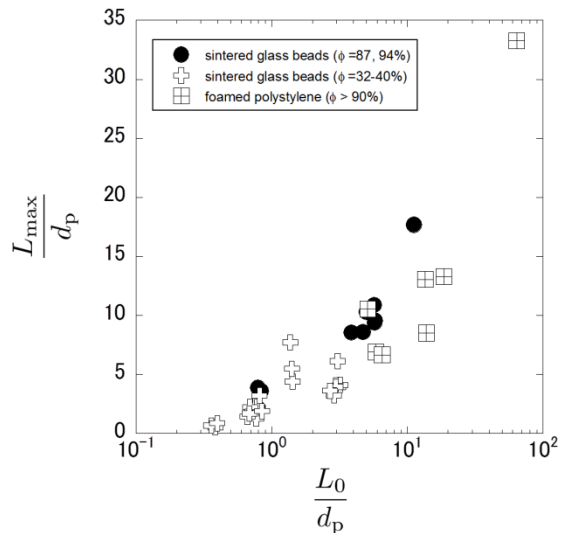 35
30
25
20
15
10
5
0
sintered glass beads (ϕ =87, 94%)
sintered glass beads (ϕ =32-40%)
foamed polystylene (ϕ > 90%)
L_max
d_p
10^-1
10^0
10^1
10^2
L_0
d_p